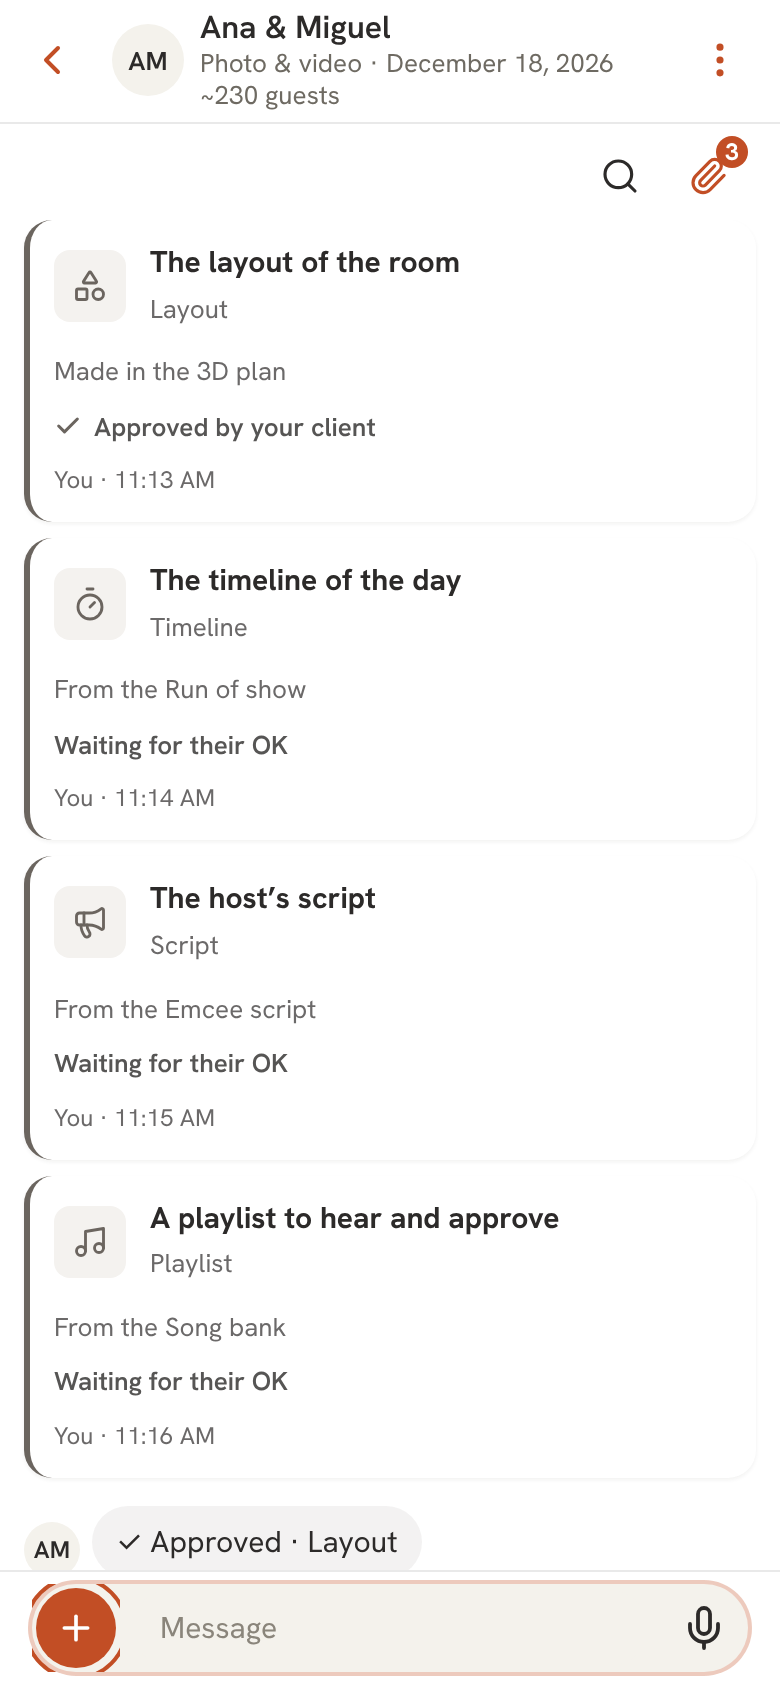 AM
Ana & Miguel
Photo & video · December 18, 2026
~230 guests
3
The layout of the room
Layout
Made in the 3D plan
Approved by your client
You · 11:13 AM
The timeline of the day
Timeline
From the Run of show
Waiting for their OK
You · 11:14 AM
The host’s script
Script
From the Emcee script
Waiting for their OK
You · 11:15 AM
A playlist to hear and approve
Playlist
From the Song bank
Waiting for their OK
You · 11:16 AM
AM
✓ Approved · Layout
Message